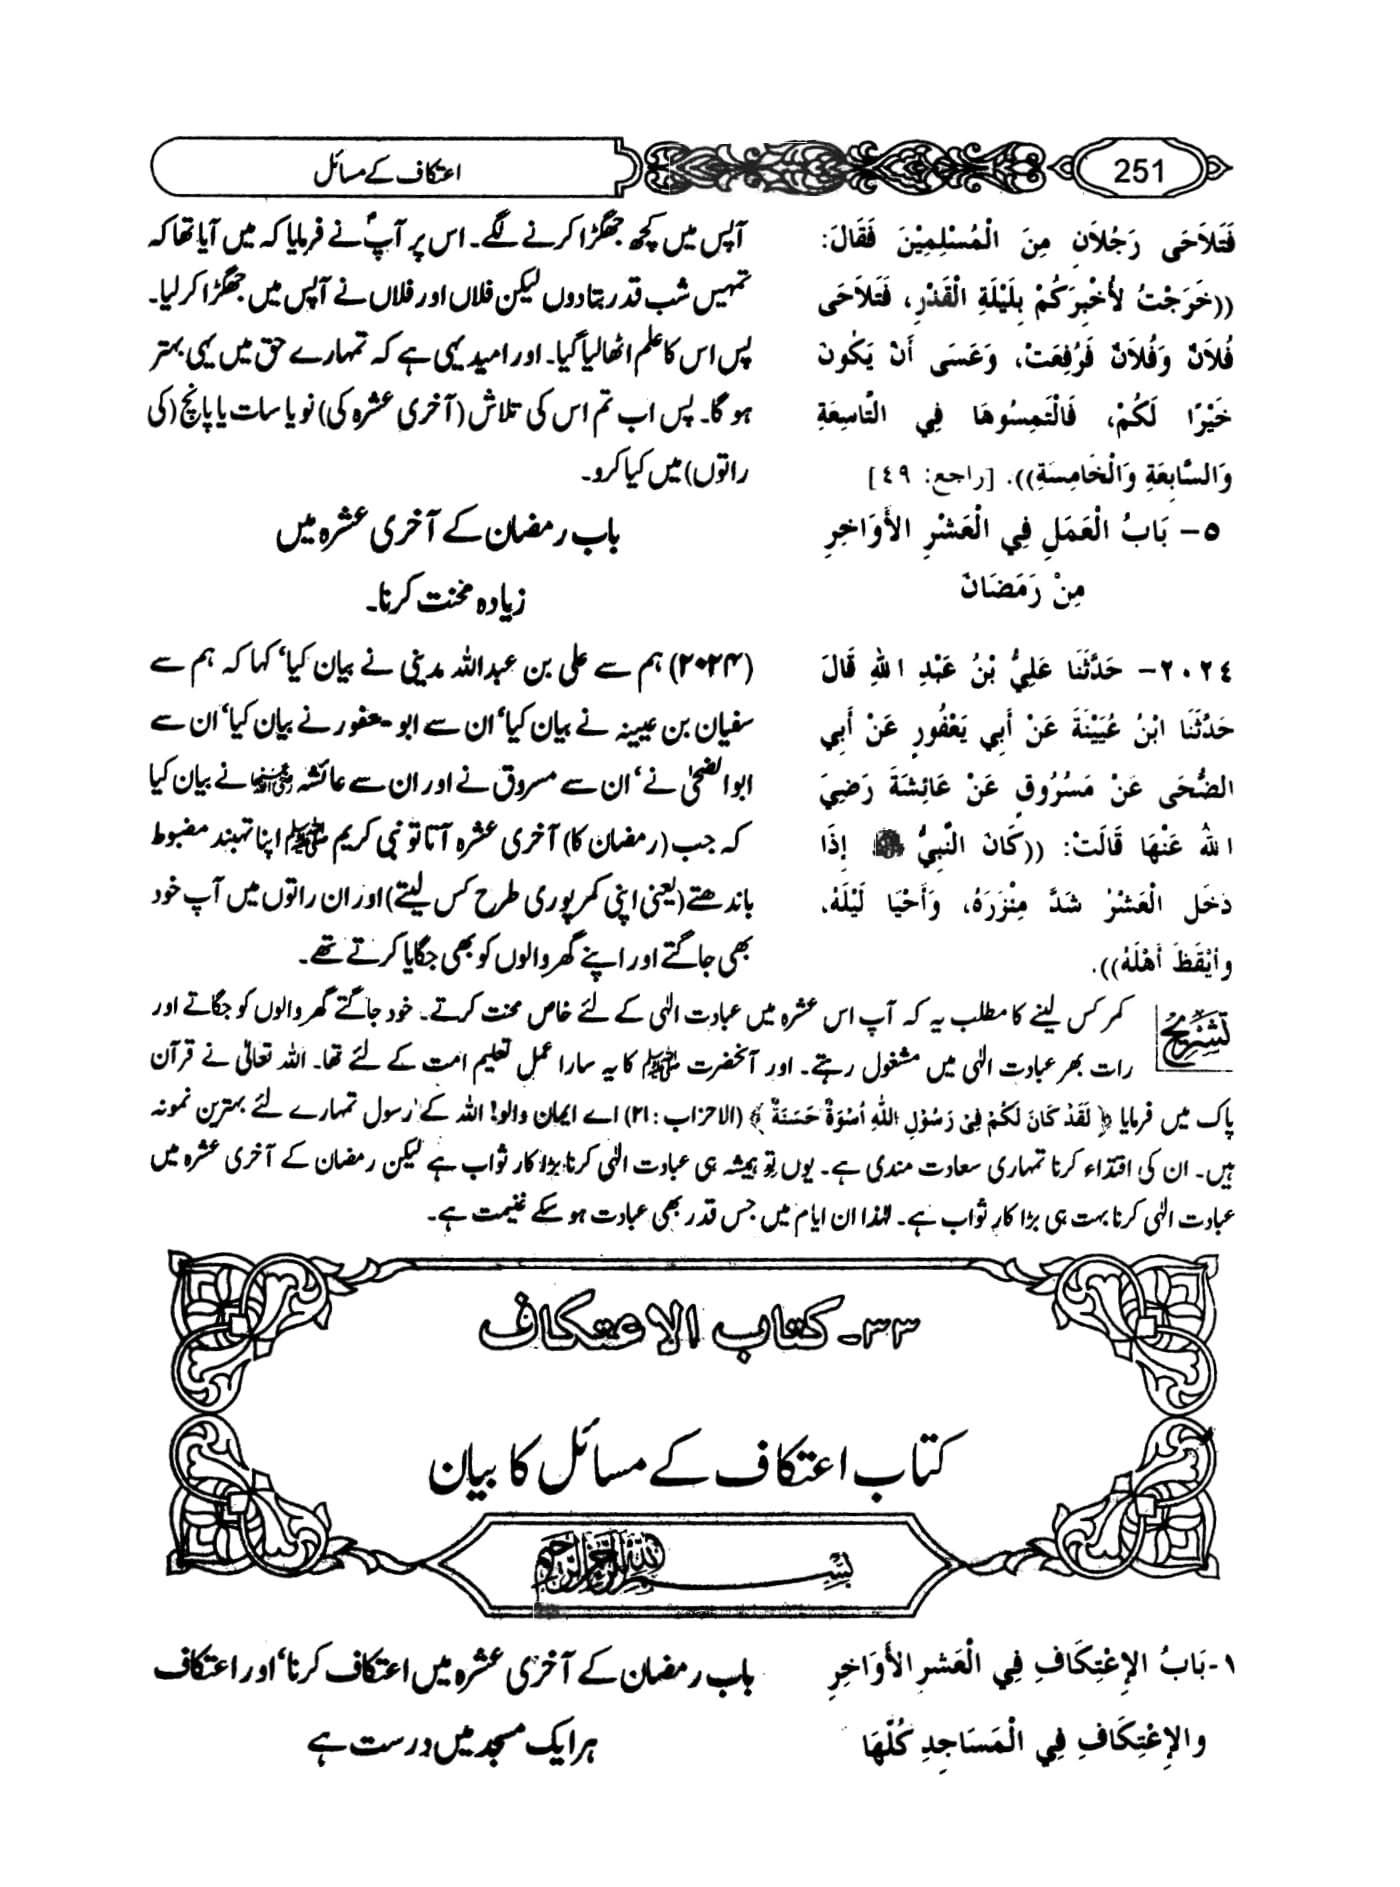 251
اعتکاف کے مسائل
فَتَلاَحَى رَجُلاَنِ مِنَ الْمُسْلِمِيْنَ فَقَالَ:
((خَرَجْتُ لأُخْبِرَكُمْ بِلَيْلَةِ الْقَدْرِ، فَتَلاَحَى
فُلاَنٌ وَفُلاَنٌ فَرُفِعَتْ، وَعَسَى أَنْ يَكُونَ
خَيْرًا لَكُمْ، فَالْتَمِسُوهَا فِي التَّاسِعَةِ
وَالسَّابِعَةِ وَالْخَامِسَةِ)). [راجع: ٤٩]
آپس میں کچھ جھگڑا کرنے لگے۔ اس پر آپؐ نے فرمایا کہ میں آیا تھا کہ
تمہیں شب قدر بتا دوں لیکن فلاں اور فلاں نے آپس میں جھگڑا کر لیا۔
پس اس کا علم اٹھا لیا گیا۔ اور امید یہی ہے کہ تمہارے حق میں یہی بہتر
ہو گا۔ پس اب تم اس کی تلاش (آخری عشرہ کی) نو یا سات یا پانچ (کی
راتوں) میں کیا کرو۔
٥- بَابُ الْعَمَلِ فِي الْعَشْرِ الأَوَاخِرِ
مِنْ رَمَضَانَ
باب رمضان کے آخری عشرہ میں
زیادہ محنت کرنا۔
٢٠٢٤- حَدَّثَنَا عَلِيُّ بْنُ عَبْدِ اللهِ قَالَ
حَدَّثَنَا ابْنُ عُيَيْنَةَ عَنْ أَبِي يَعْفُورٍ عَنْ أَبِي
الضُّحَى عَنْ مَسْرُوقٍ عَنْ عَائِشَةَ رَضِيَ
اللهُ عَنْهَا قَالَتْ: ((كَانَ النَّبِيُّ ﷺ إِذَا
دَخَلَ الْعَشْرُ شَدَّ مِئْزَرَهُ، وَأَحْيَا لَيْلَهُ،
وَأَيْقَظَ أَهْلَهُ)).
(۲۰۲۴) ہم سے علی بن عبداللہ مدینی نے بیان کیا‘ کہا کہ ہم سے
سفیان بن عیینہ نے بیان کیا‘ ان سے ابو یعفور نے بیان کیا‘ ان سے
ابوالضحیٰ نے‘ ان سے مسروق نے اور ان سے عائشہ رضی اللہ عنہا نے بیان کیا
کہ جب (رمضان کا) آخری عشرہ آتا تو نبی کریم ﷺ اپنا تہبند مضبوط
باندھتے (یعنی اپنی کمر پوری طرح کس لیتے) اور ان راتوں میں آپ خود
بھی جاگتے اور اپنے گھر والوں کو بھی جگایا کرتے تھے۔
تشریح
کمر کس لینے کا مطلب یہ کہ آپ اس عشرہ میں عبادت الٰہی کے لئے خاص محنت کرتے۔ خود جاگتے گھر والوں کو جگاتے اور
رات بھر عبادت الٰہی میں مشغول رہتے۔ اور آنحضرت ﷺ کا یہ سارا عمل تعلیم امت کے لئے تھا۔ اللہ تعالیٰ نے قرآن
پاک میں فرمایا ﴿ لَقَدْ كَانَ لَكُمْ فِيْ رَسُوْلِ اللّٰهِ أُسْوَةٌ حَسَنَةٌ ﴾ (الاحزاب: ۲۱) اے ایمان والو! اللہ کے رسول تمہارے لئے بہترین نمونہ
ہیں۔ ان کی اقتداء کرنا تمہاری سعادت مندی ہے۔ یوں تو ہمیشہ ہی عبادت الٰہی کرنا بڑا کار ثواب ہے لیکن رمضان کے آخری عشرہ میں
عبادت الٰہی کرنا بہت ہی بڑا کار ثواب ہے۔ لہٰذا ان ایام میں جس قدر بھی عبادت ہو سکے غنیمت ہے۔
۳۳۔ کتاب الاعتکاف
کتاب اعتکاف کے مسائل کا بیان
بِسْمِ اللهِ الرَّحْمٰنِ الرَّحِيْمِ
١-بَابُ الإِعْتِكَافِ فِي الْعَشْرِ الأَوَاخِرِ
والإِعْتِكَافِ فِي الْمَسَاجِدِ كُلِّهَا
باب رمضان کے آخری عشرہ میں اعتکاف کرنا‘ اور اعتکاف
ہر ایک مسجد میں درست ہے